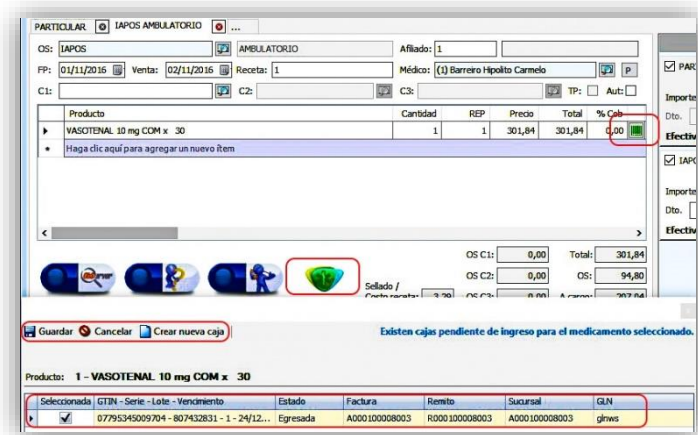 PARTICULAR IAPOS AMBULATORIO ...
OS: IAPOS AMBULATORIO Afiliado: 1
FP: 01/11/2016 Venta: 02/11/2016 Receta: 1 Médico: (1) Barreiro Hipolito Carmelo P
C1: C2: C3: TP: Aut:
Producto Cantidad REP Precio Total % Cob
VASOTENAL 10 mg COM x 30 1 1 301,84 301,84 0,00
Haga clic aquí para agregar un nuevo ítem
PAR
Importe
Dto.
Efectiv
IAPO
Importe
Dto.
Efectiv
OS C1: 0,00 Total: 301,84
OS C2: 0,00 OS: 94,80
Sellado /
Costo receta: 3,29 OS C3: 0,00 A cargo: 207,04
Guardar Cancelar Crear nueva caja
Existen cajas pendiente de ingreso para el medicamento seleccionado.
Producto: 1 - VASOTENAL 10 mg COM x 30
Seleccionada GTIN - Serie - Lote - Vencimiento Estado Factura Remito Sucursal GLN
07795345009704 - 807432831 - 1 - 24/12... Egresada A000100008003 R000100008003 A000100008003 glnws